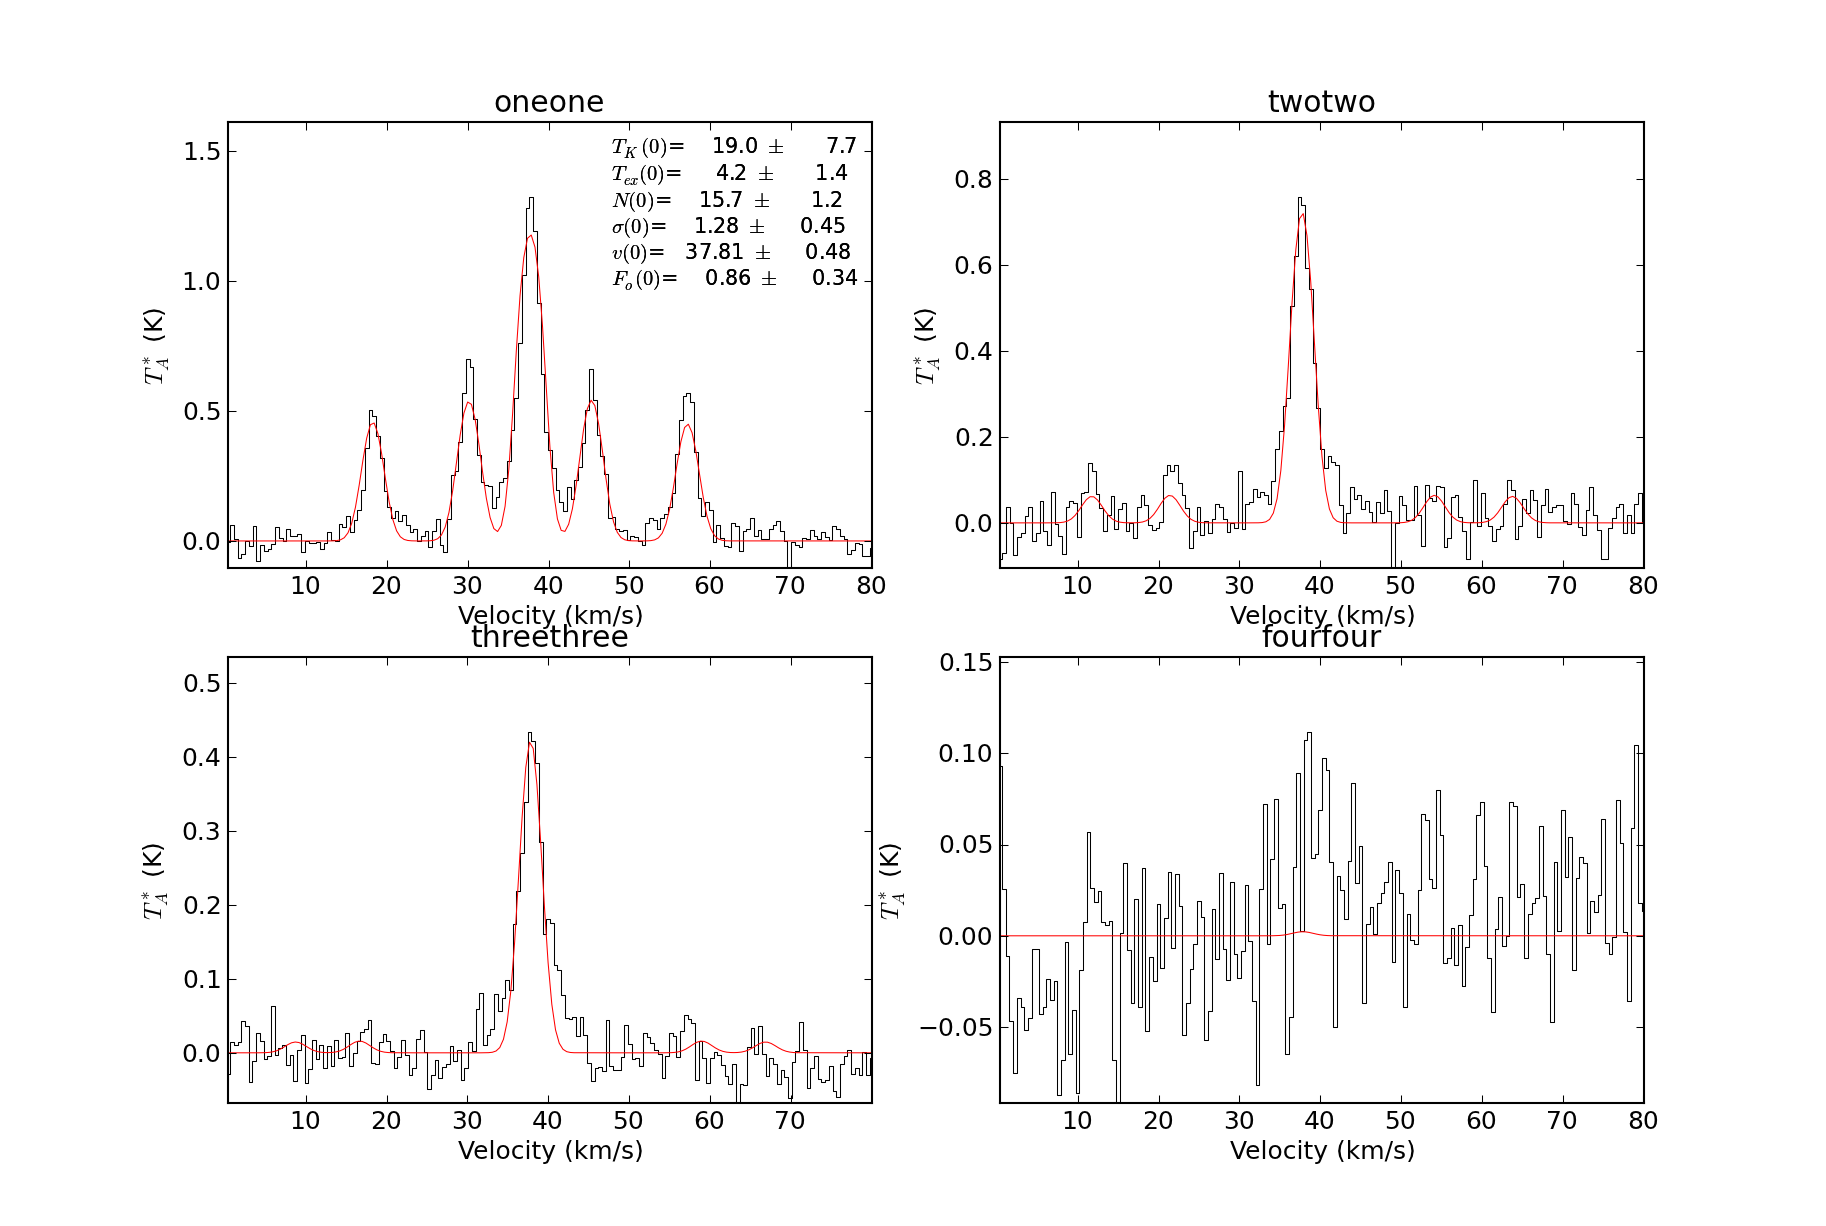 oneone
1.5
1.0
0.5
0.0
T_A^* (K)
T_K(0)= 19.0 ± 7.7
T_ex(0)= 4.2 ± 1.4
N(0)= 15.7 ± 1.2
σ(0)= 1.28 ± 0.45
v(0)= 37.81 ± 0.48
F_o(0)= 0.86 ± 0.34
10 20 30 40 50 60 70 80
Velocity (km/s)
twotwo
0.8
0.6
0.4
0.2
0.0
T_A^* (K)
10 20 30 40 50 60 70 80
Velocity (km/s)
threethree
0.5
0.4
0.3
0.2
0.1
0.0
T_A^* (K)
10 20 30 40 50 60 70
Velocity (km/s)
fourfour
0.15
0.10
0.05
0.00
−0.05
T_A^* (K)
10 20 30 40 50 60 70 80
Velocity (km/s)